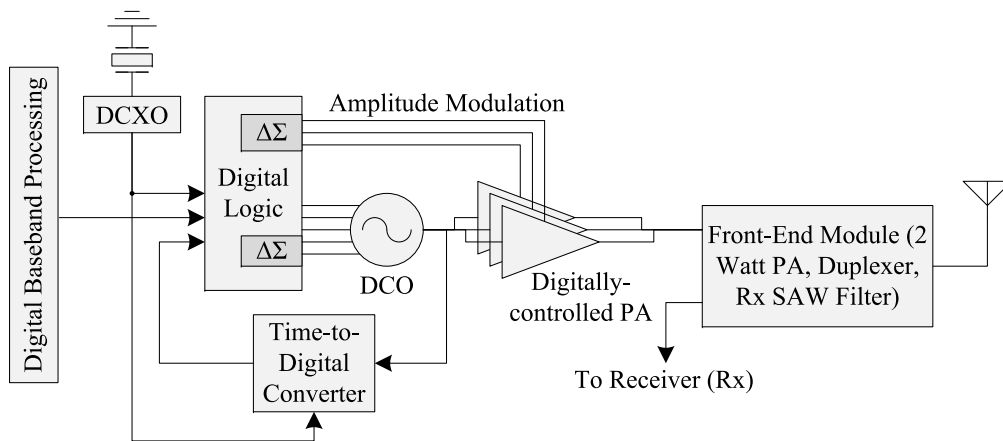 Digital Baseband Processing
DCXO
Amplitude Modulation
ΔΣ
Digital
Logic
ΔΣ
DCO
Digitally-
controlled PA
Front-End Module (2
Watt PA, Duplexer,
Rx SAW Filter)
Time-to-
Digital
Converter
To Receiver (Rx)